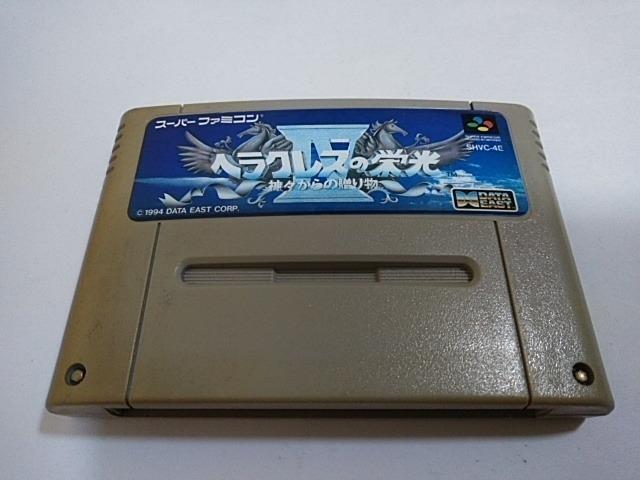 スーパーファミコン
SHVC-4E
IV
ヘラクレスの栄光
～神々からの贈り物～
DATA
EAST
© 1994 DATA EAST CORP.